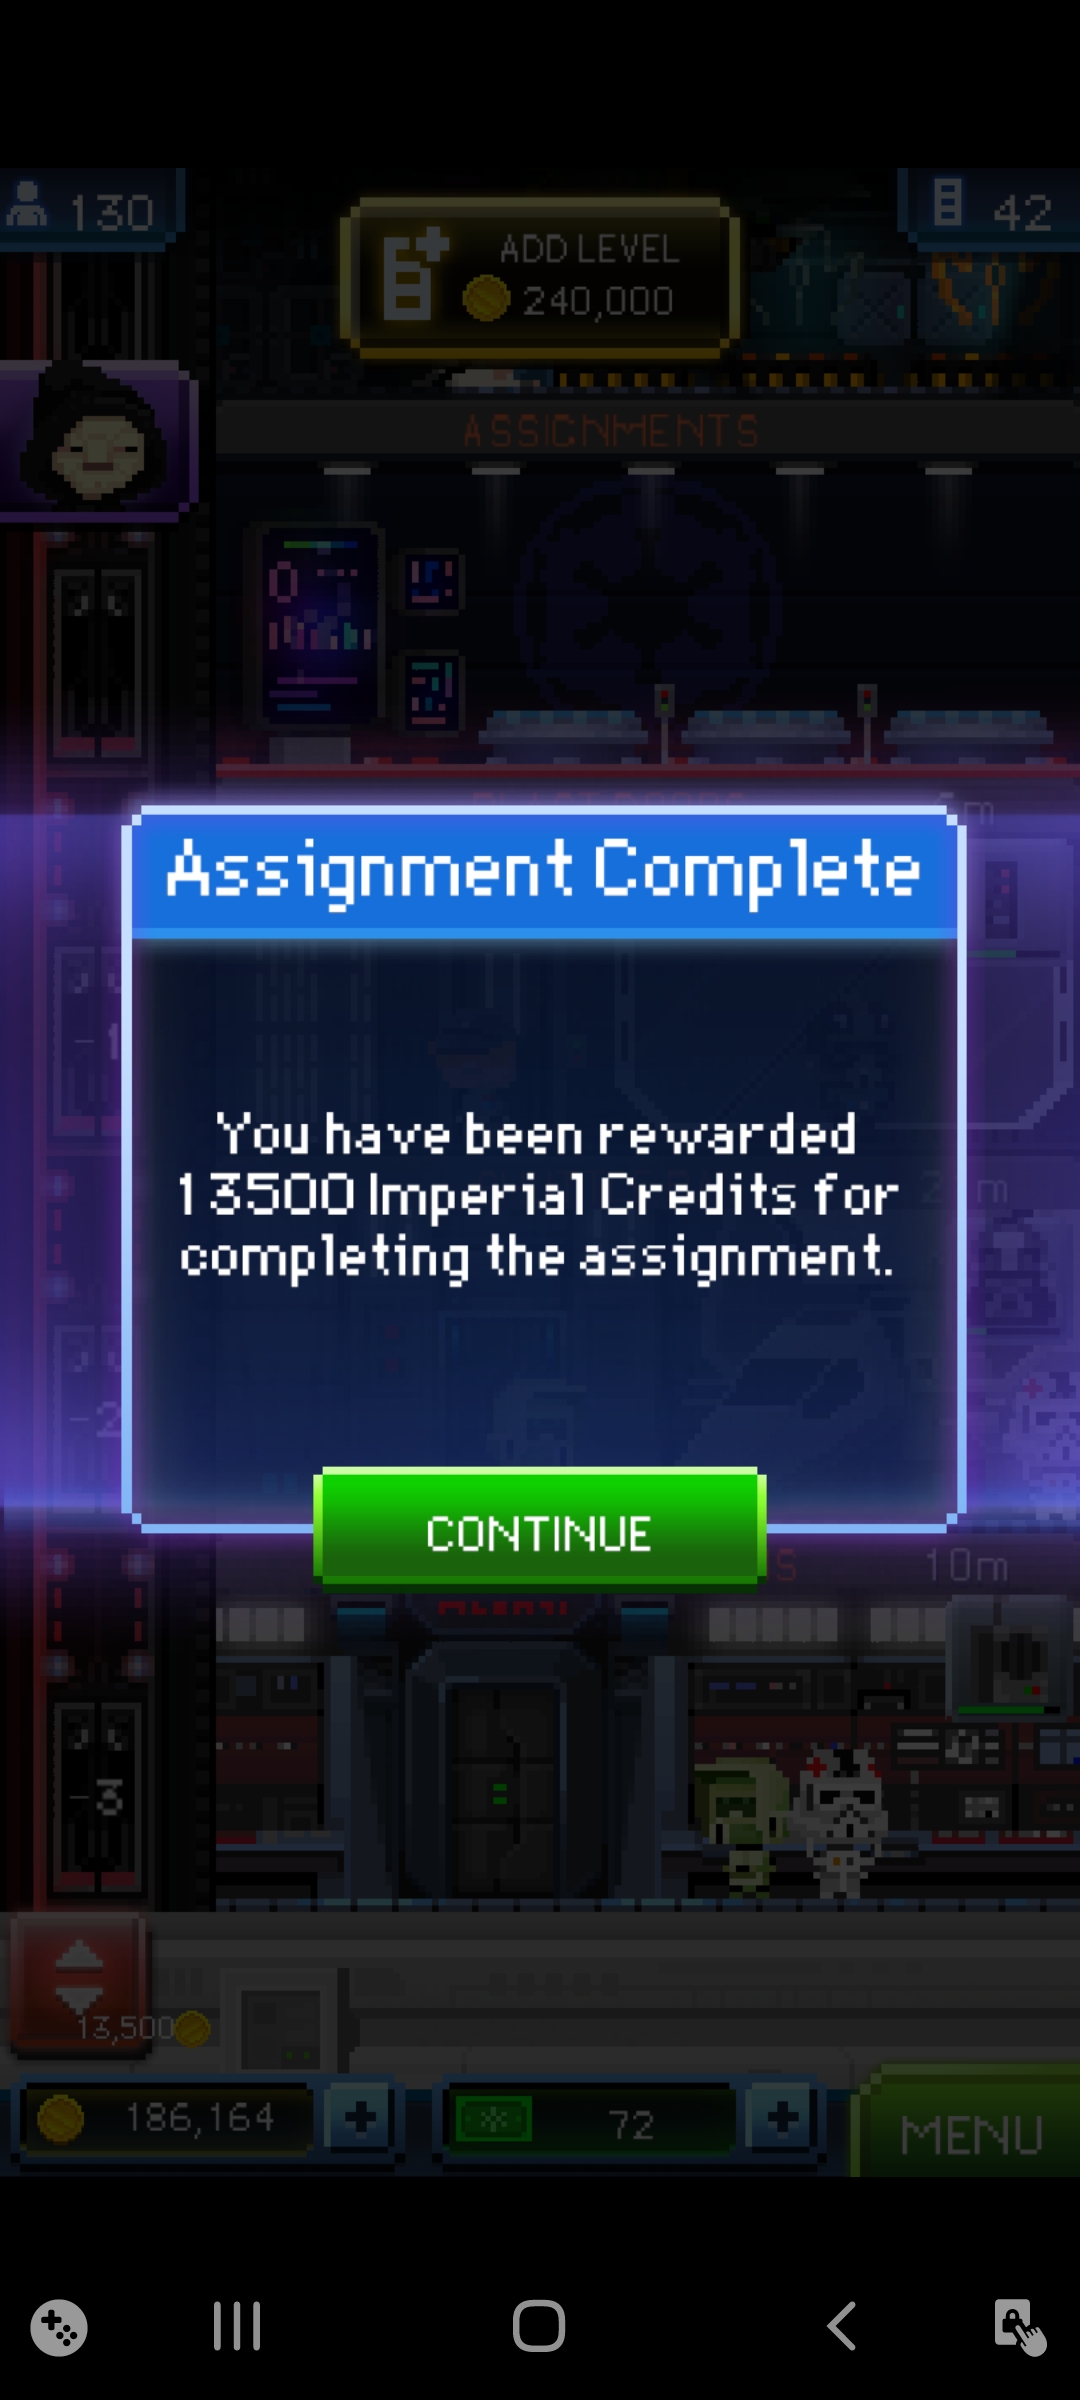 130
42
ADD LEVEL
240,000
ASSIGNMENTS
Assignment Complete
You have been rewarded
13500 Imperial Credits for
completing the assignment.
CONTINUE
10m
-3
13,500
186,164
72
MENU